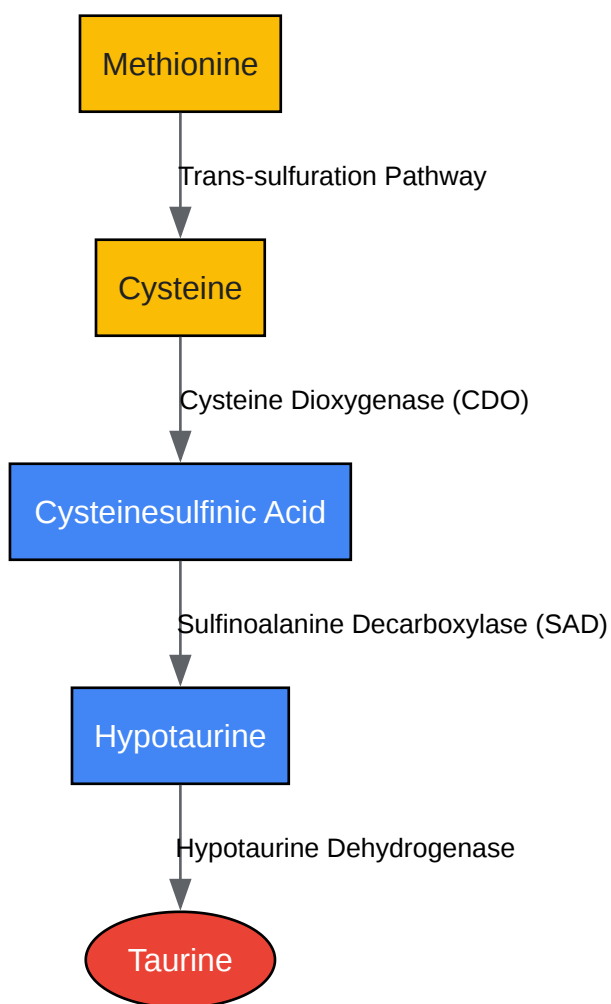 Methionine
Trans-sulfuration Pathway
Cysteine
Cysteine Dioxygenase (CDO)
Cysteinesulfinic Acid
Sulfinoalanine Decarboxylase (SAD)
Hypotaurine
Hypotaurine Dehydrogenase
Taurine